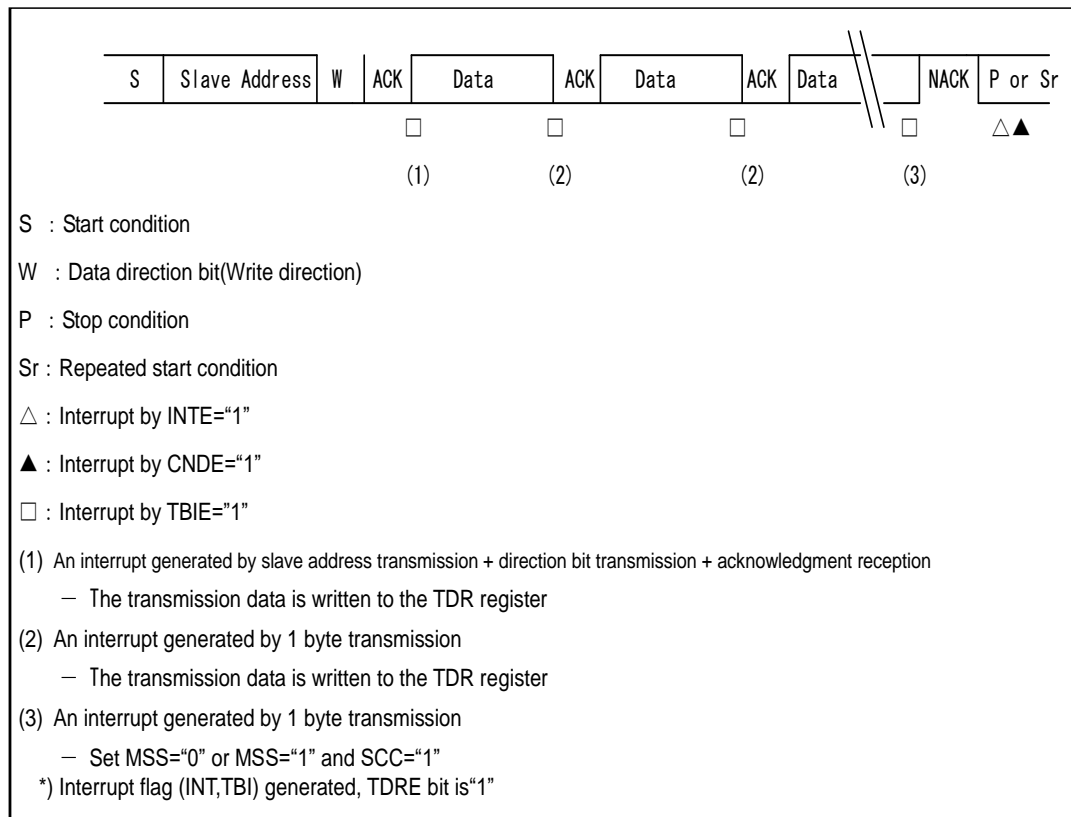 S Slave Address W ACK Data ACK Data ACK Data NACK P or Sr
□ □ □ □ △▲
(1) (2) (2) (3)
S : Start condition
W : Data direction bit(Write direction)
P : Stop condition
Sr : Repeated start condition
△ : Interrupt by INTE=“1”
▲ : Interrupt by CNDE=“1”
□ : Interrupt by TBIE=”1”
(1) An interrupt generated by slave address transmission + direction bit transmission + acknowledgment reception
− The transmission data is written to the TDR register
(2) An interrupt generated by 1 byte transmission
− The transmission data is written to the TDR register
(3) An interrupt generated by 1 byte transmission
− Set MSS=“0” or MSS=“1” and SCC=“1”
*) Interrupt flag (INT,TBI) generated, TDRE bit is“1”